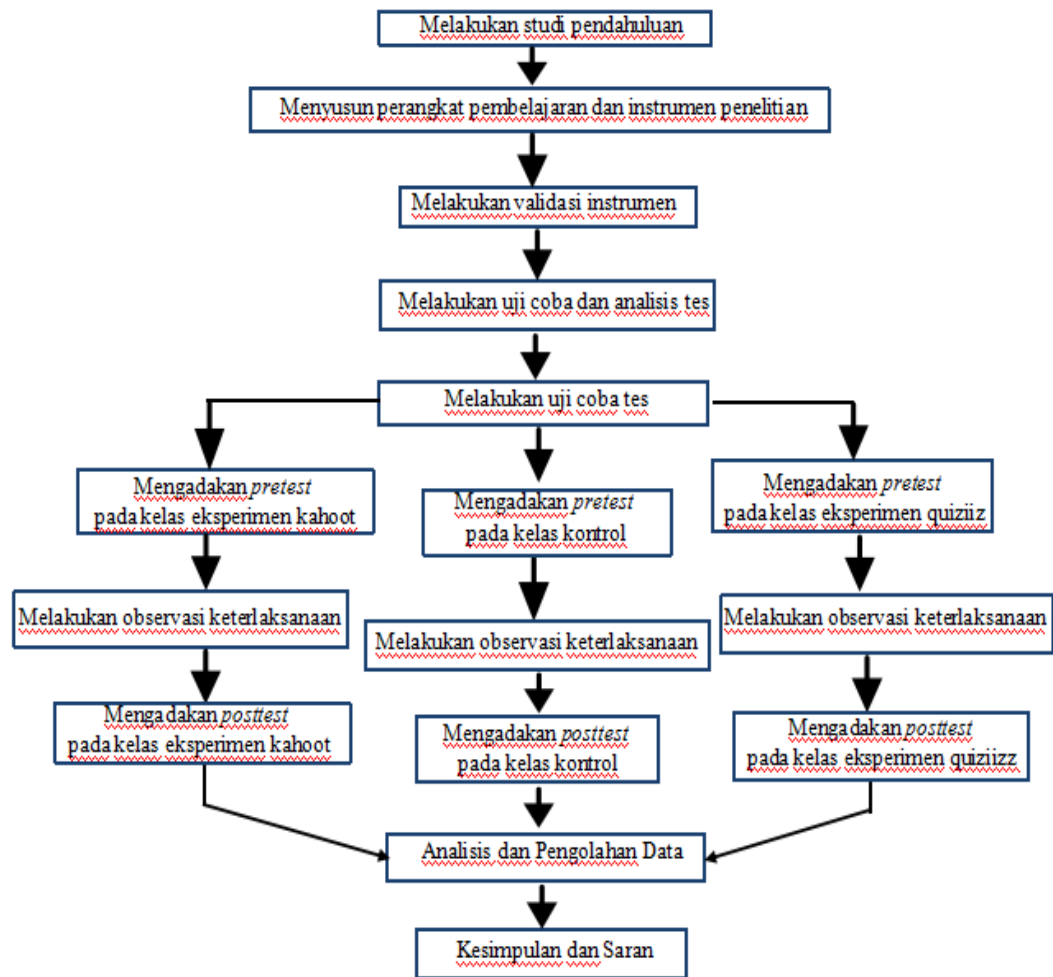 Melakukan studi pendahuluan
Menyusun perangkat pembelajaran dan instrumen penelitian
Melakukan validasi instrumen
Melakukan uji coba dan analisis tes
Melakukan uji coba tes
Mengadakan pretest
pada kelas eksperimen kahoot
Mengadakan pretest
pada kelas kontrol
Mengadakan pretest
pada kelas eksperimen quiziiz
Melakukan observasi keterlaksanaan
Melakukan observasi keterlaksanaan
Melakukan observasi keterlaksanaan
Mengadakan posttest
pada kelas eksperimen kahoot
Mengadakan posttest
pada kelas kontrol
Mengadakan posttest
pada kelas eksperimen quiziizz
Analisis dan Pengolahan Data
Kesimpulan dan Saran